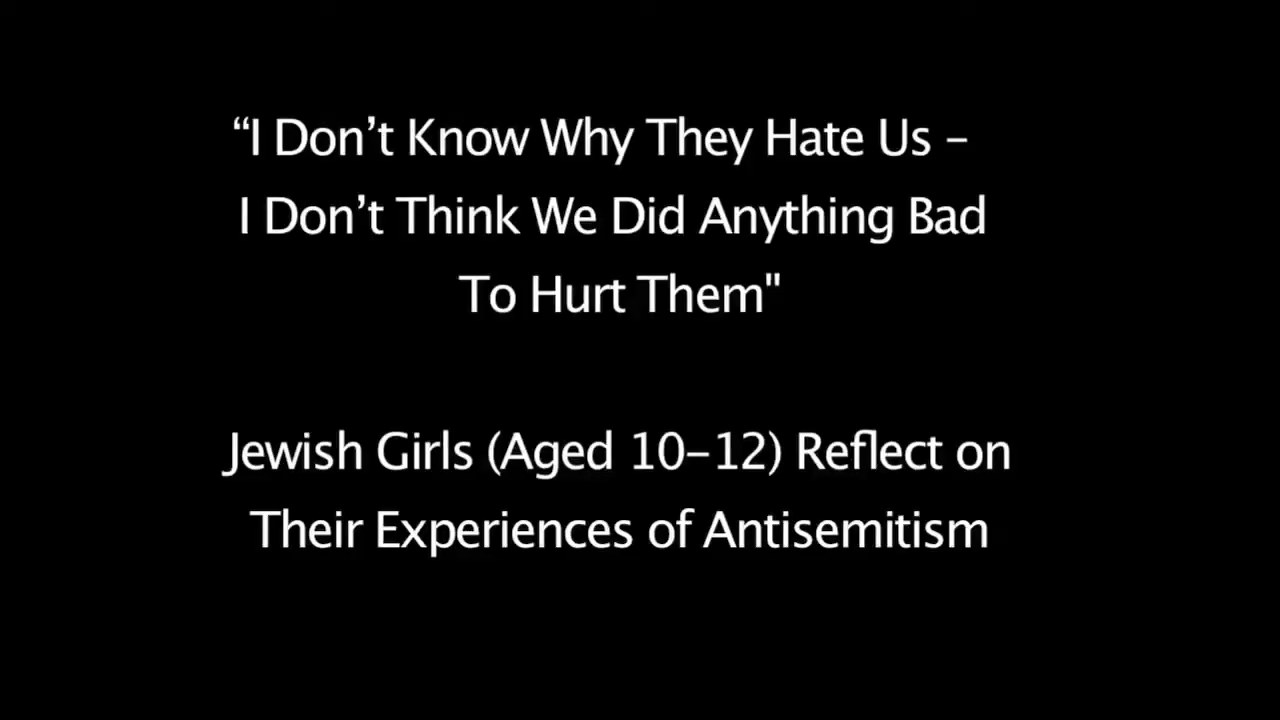 “I Don’t Know Why They Hate Us –
I Don’t Think We Did Anything Bad
To Hurt Them"
Jewish Girls (Aged 10–12) Reflect on
Their Experiences of Antisemitism